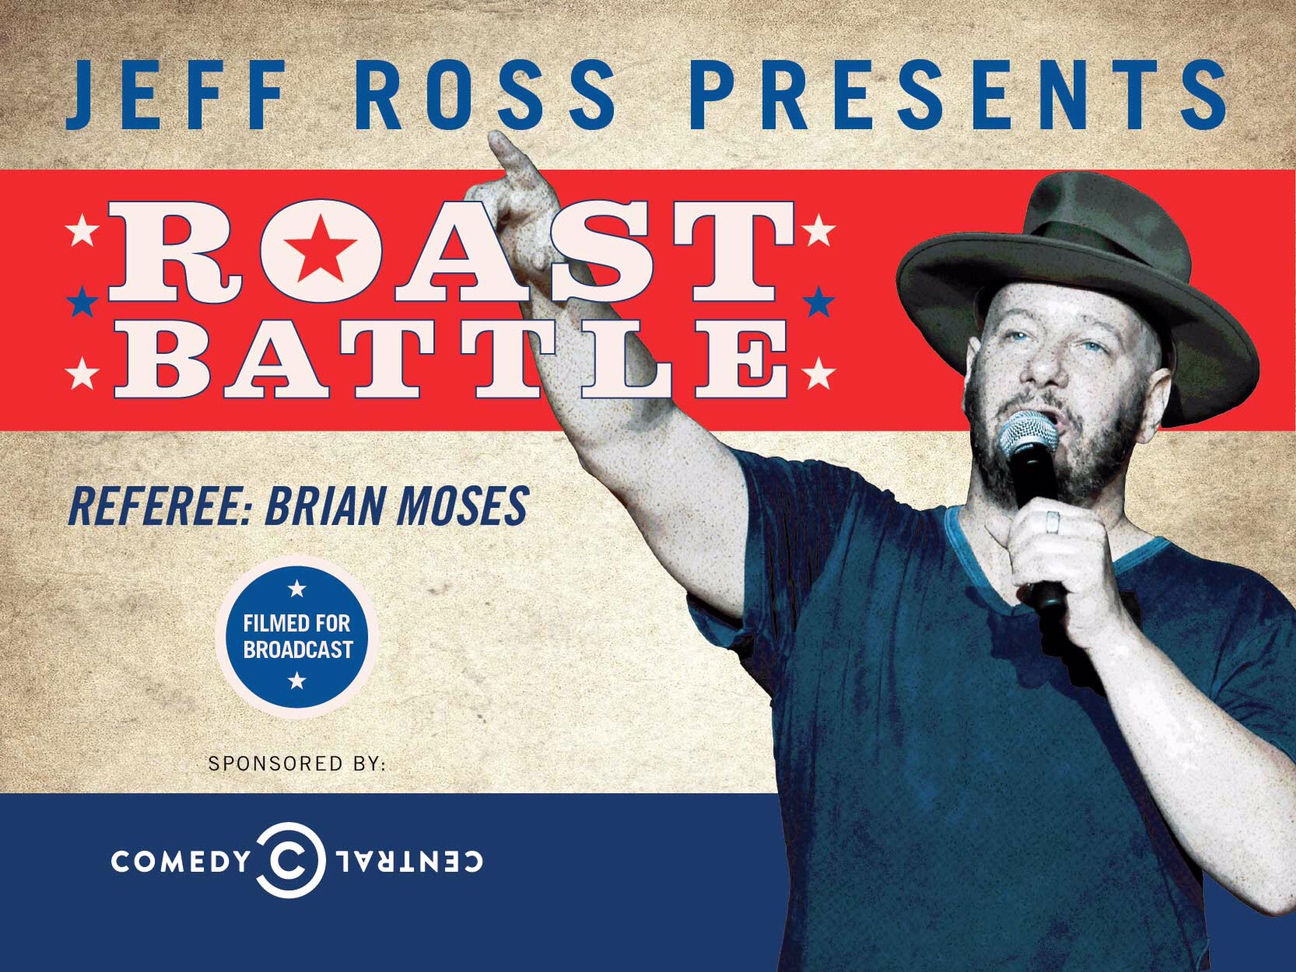 JEFF ROSS PRESENTS
ROAST
BATTLE
REFEREE: BRIAN MOSES
FILMED FOR
BROADCAST
SPONSORED BY:
COMEDY C CENTRAL